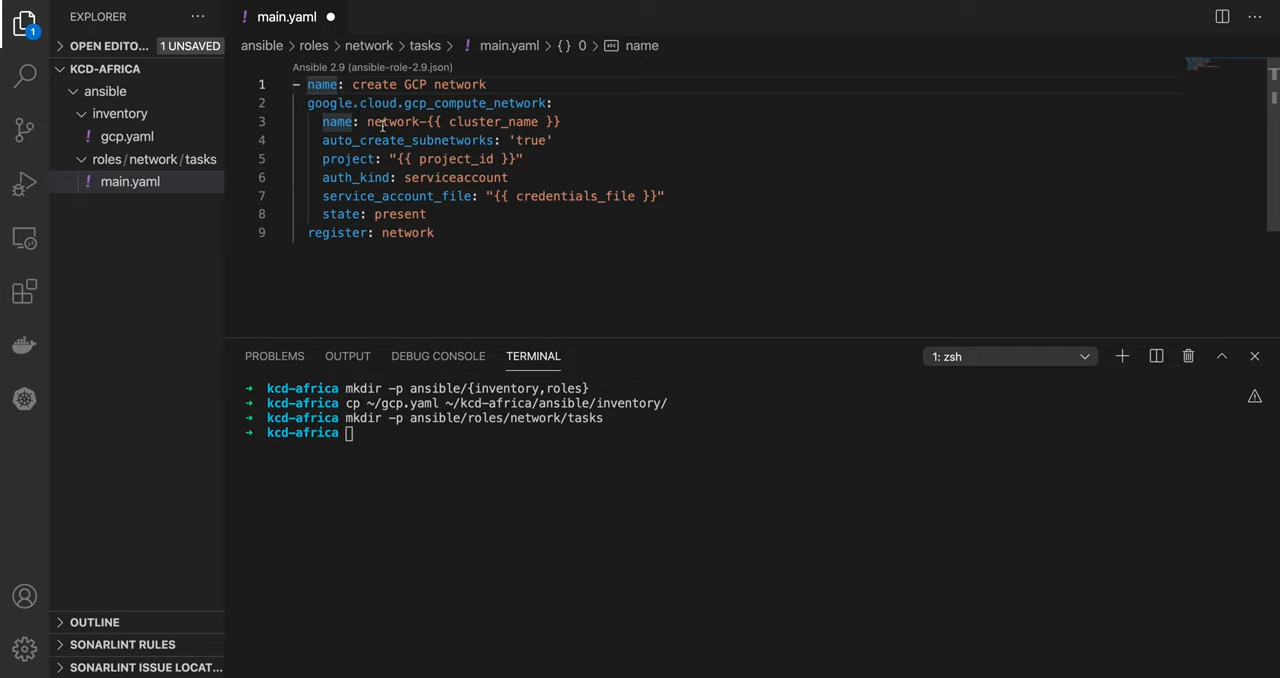 EXPLORER
···
! main.yaml ●
···
1
OPEN EDITO... 1 UNSAVED
ansible > roles > network > tasks > ! main.yaml > {} 0 > abc name
KCD-AFRICA
Ansible 2.9 (ansible-role-2.9.json)
ansible
inventory
! gcp.yaml
roles/network/tasks
! main.yaml
1 - name: create GCP network
2 google.cloud.gcp_compute_network:
3 name: network-{{ cluster_name }}
4 auto_create_subnetworks: 'true'
5 project: "{{ project_id }}"
6 auth_kind: serviceaccount
7 service_account_file: "{{ credentials_file }}"
8 state: present
9 register: network
PROBLEMS OUTPUT DEBUG CONSOLE TERMINAL 1: zsh
→ kcd-africa mkdir -p ansible/{inventory,roles}
→ kcd-africa cp ~/gcp.yaml ~/kcd-africa/ansible/inventory/
→ kcd-africa mkdir -p ansible/roles/network/tasks
→ kcd-africa
OUTLINE
SONARLINT RULES
SONARLINT ISSUE LOCAT...